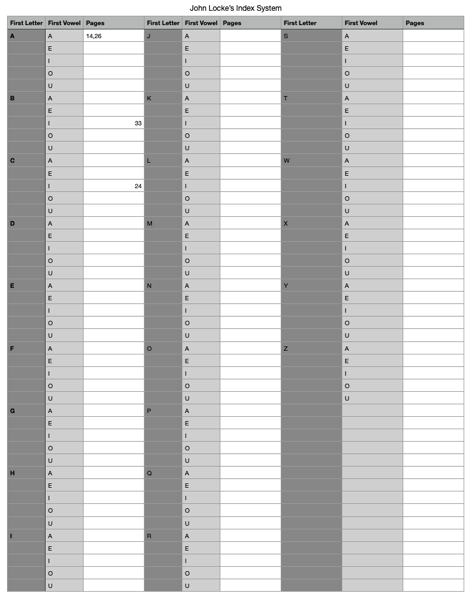 John Locke's Index System
First Letter First Vowel Pages First Letter First Vowel Pages First Letter First Vowel Pages
A A 14,26 J A S A
E E E
I I I
O O O
U U U
B A K A T A
E E E
I 33 I I
O O O
U U U
C A L A W A
E E E
I 24 I I
O O O
U U U
D A M A X A
E E E
I I I
O O O
U U U
E A N A Y A
E E E
I I I
O O O
U U U
F A O A Z A
E E E
I I I
O O O
U U U
G A P A
E E
I I
O O
U U
H A Q A
E E
I I
O O
U U
I A R A
E E
I I
O O
U U